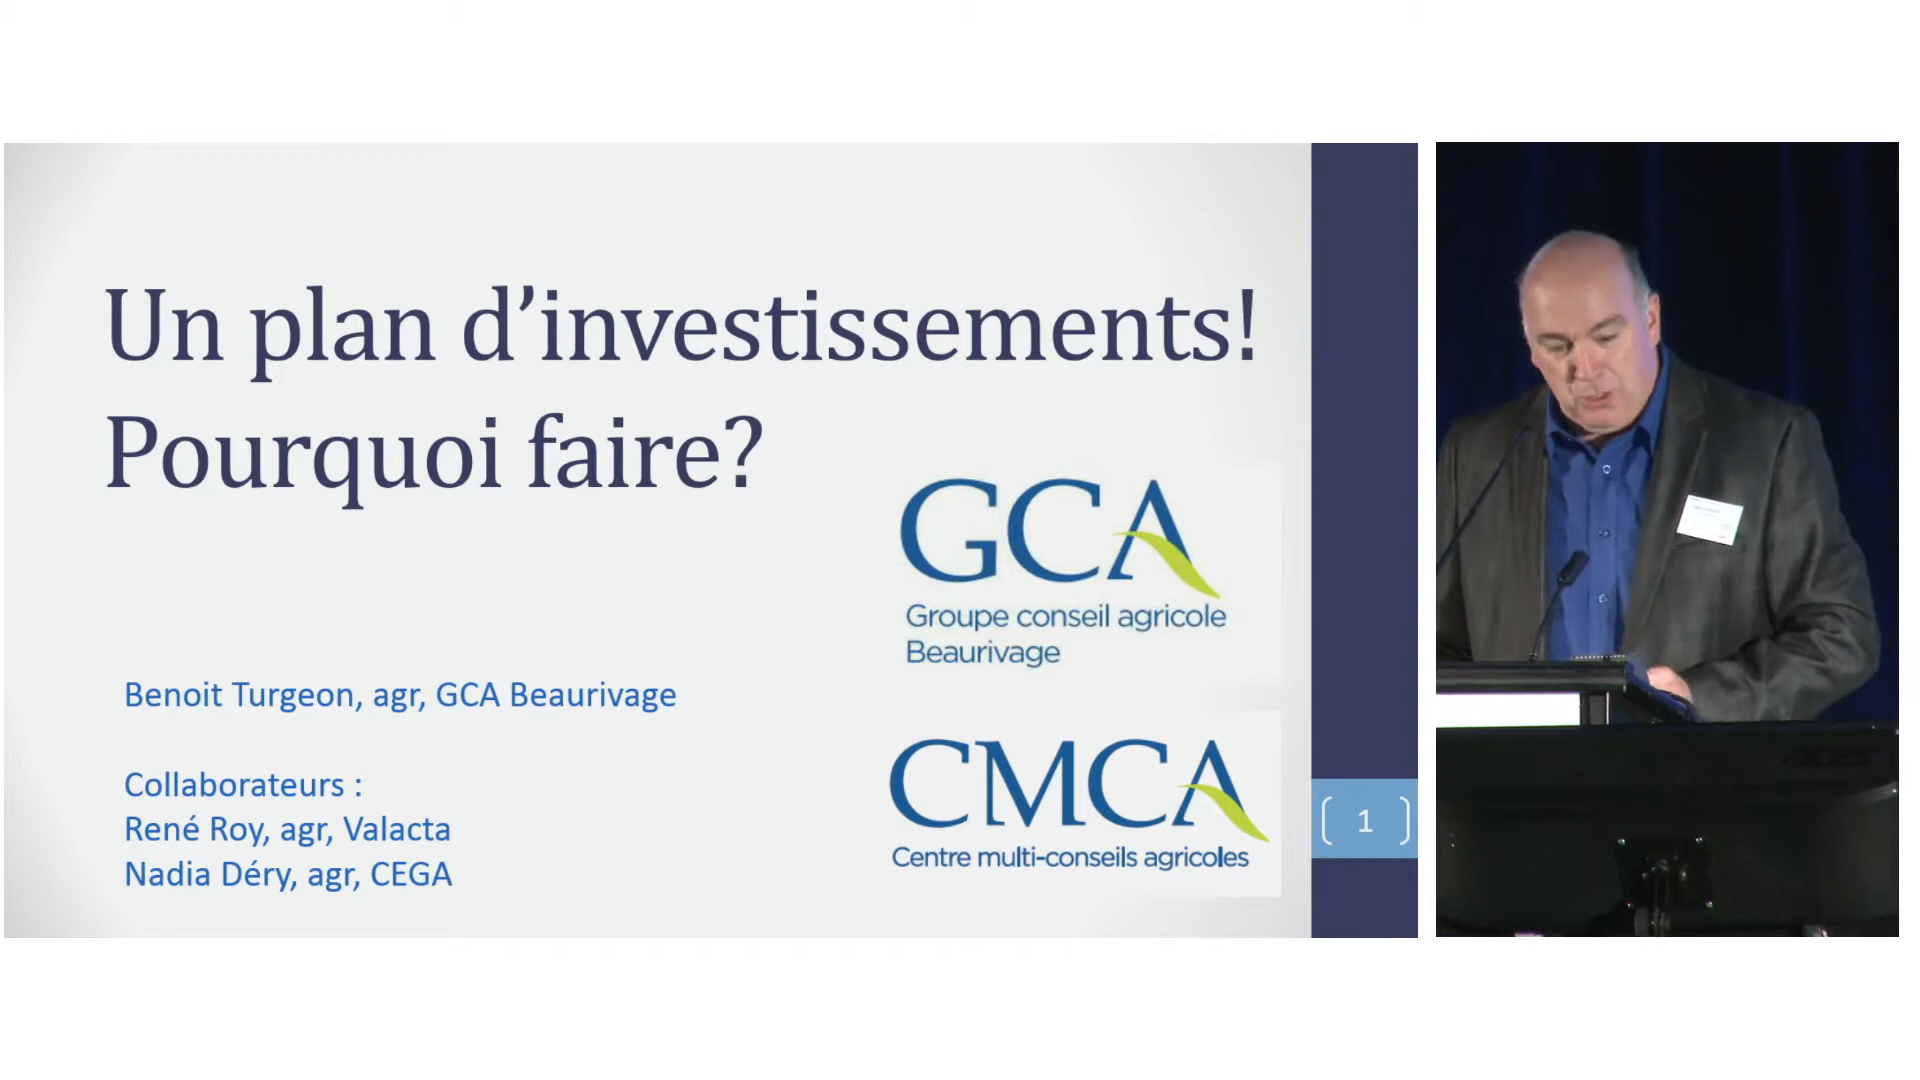 Un plan d’investissements!
Pourquoi faire?
GCA
Groupe conseil agricole
Beaurivage
Benoit Turgeon, agr, GCA Beaurivage
Collaborateurs :
René Roy, agr, Valacta
Nadia Déry, agr, CEGA
CMCA
Centre multi-conseils agricoles
1
acer